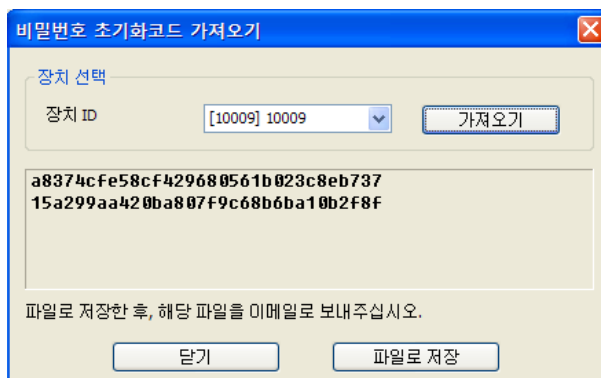 비밀번호 초기화코드 가져오기
장치 선택
장치 ID [10009] 10009 가져오기
a8374cfe58cf429680561b023c8eb737
15a299aa420ba807f9c68b6ba10b2f8f
파일로 저장한 후, 해당 파일을 이메일로 보내주십시오.
닫기 파일로 저장